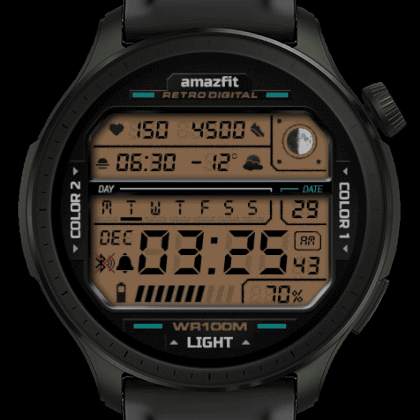 amazfit
RETRO DIGITAL
150 4500
06:30 -12°
DAY DATE
M T W T F S S 29
DEC 03:25 AM
43
70%
COLOR 2
COLOR 1
WR100M
LIGHT